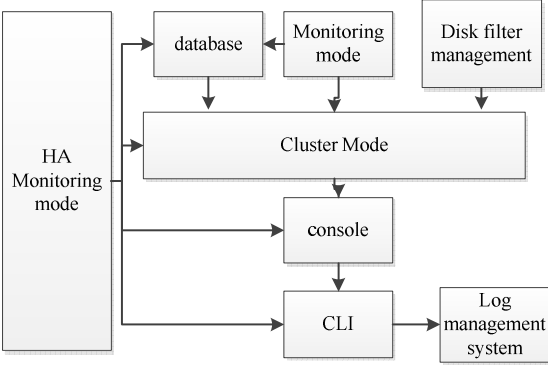 database
Monitoring
mode
Disk filter
management
HA
Monitoring
mode
Cluster Mode
console
CLI
Log
management
system